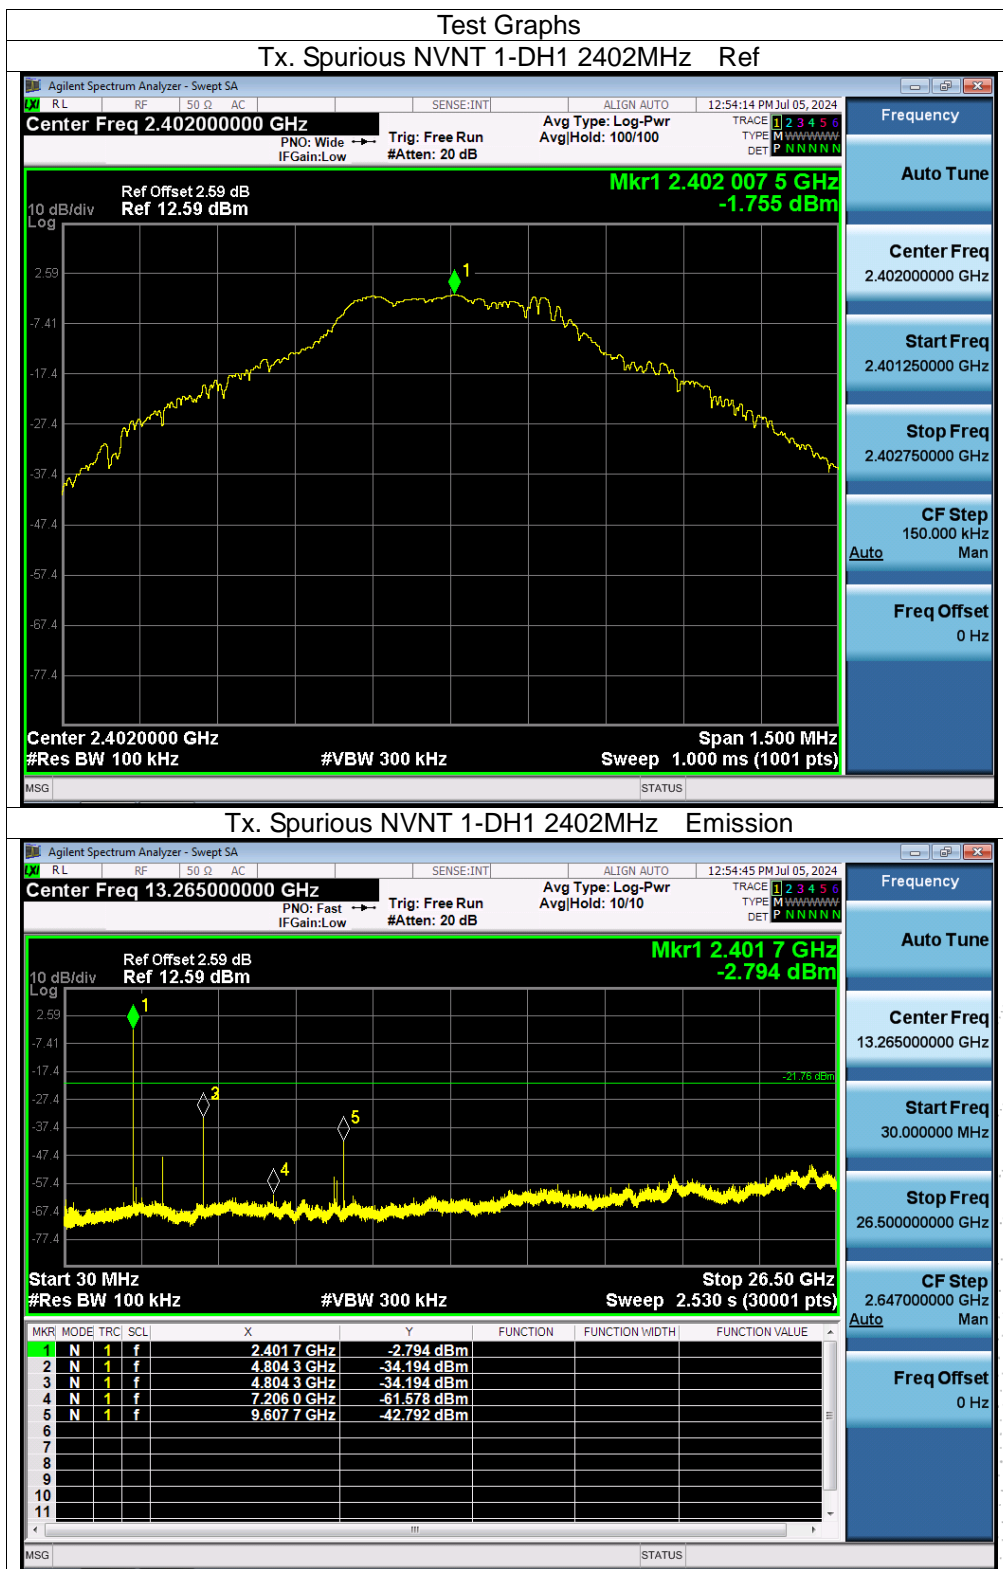 Test Graphs
Tx. Spurious NVNT 1-DH1 2402MHz Ref
Agilent Spectrum Analyzer - Swept SA
LXI RL RF 50 Ω AC SENSE:INT ALIGN AUTO 12:54:14 PM Jul 05, 2024
Center Freq 2.402000000 GHz
PNO: Wide
IFGain:Low
Trig: Free Run
#Atten: 20 dB
Avg Type: Log-Pwr
Avg|Hold: 100/100
TRACE 1 2 3 4 5 6
TYPE M WWWWW
DET P N N N N N
Frequency
Auto Tune
Center Freq
2.402000000 GHz
Start Freq
2.401250000 GHz
Stop Freq
2.402750000 GHz
CF Step
150.000 kHz
Auto Man
Freq Offset
0 Hz
Mkr1 2.402 007 5 GHz
-1.755 dBm
Ref Offset 2.59 dB
10 dB/div Ref 12.59 dBm
Log
1
2.59
-7.41
-17.4
-27.4
-37.4
-47.4
-57.4
-67.4
-77.4
Center 2.4020000 GHz Span 1.500 MHz
#Res BW 100 kHz #VBW 300 kHz Sweep 1.000 ms (1001 pts)
MSG STATUS
Tx. Spurious NVNT 1-DH1 2402MHz Emission
Agilent Spectrum Analyzer - Swept SA
LXI RL RF 50 Ω AC SENSE:INT ALIGN AUTO 12:54:45 PM Jul 05, 2024
Center Freq 13.265000000 GHz
PNO: Fast
IFGain:Low
Trig: Free Run
#Atten: 20 dB
Avg Type: Log-Pwr
Avg|Hold: 10/10
TRACE 1 2 3 4 5 6
TYPE M WWWWW
DET P N N N N N
Frequency
Auto Tune
Center Freq
13.265000000 GHz
Start Freq
30.000000 MHz
Stop Freq
26.500000000 GHz
CF Step
2.647000000 GHz
Auto Man
Freq Offset
0 Hz
Mkr1 2.401 7 GHz
-2.794 dBm
Ref Offset 2.59 dB
10 dB/div Ref 12.59 dBm
Log
1
2.59
-7.41
-17.4
-21.76 dBm
-27.4
3
-37.4
5
-47.4
4
-57.4
-67.4
-77.4
Start 30 MHz Stop 26.50 GHz
#Res BW 100 kHz #VBW 300 kHz Sweep 2.530 s (30001 pts)
MKR MODE TRC SCL X Y FUNCTION FUNCTION WIDTH FUNCTION VALUE
1 N 1 f 2.401 7 GHz -2.794 dBm
2 N 1 f 4.804 3 GHz -34.194 dBm
3 N 1 f 4.804 3 GHz -34.194 dBm
4 N 1 f 7.206 0 GHz -61.578 dBm
5 N 1 f 9.607 7 GHz -42.792 dBm
6
7
8
9
10
11
MSG STATUS